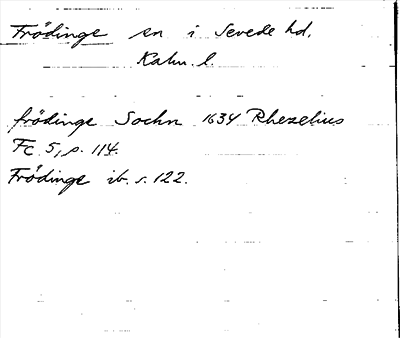 Frödinge sn i Sevede hd,
Kalm. l.
frödinge Sochn 1634 Rhezelius
Fc 5, s. 114.
Frödinge ib. s. 122.